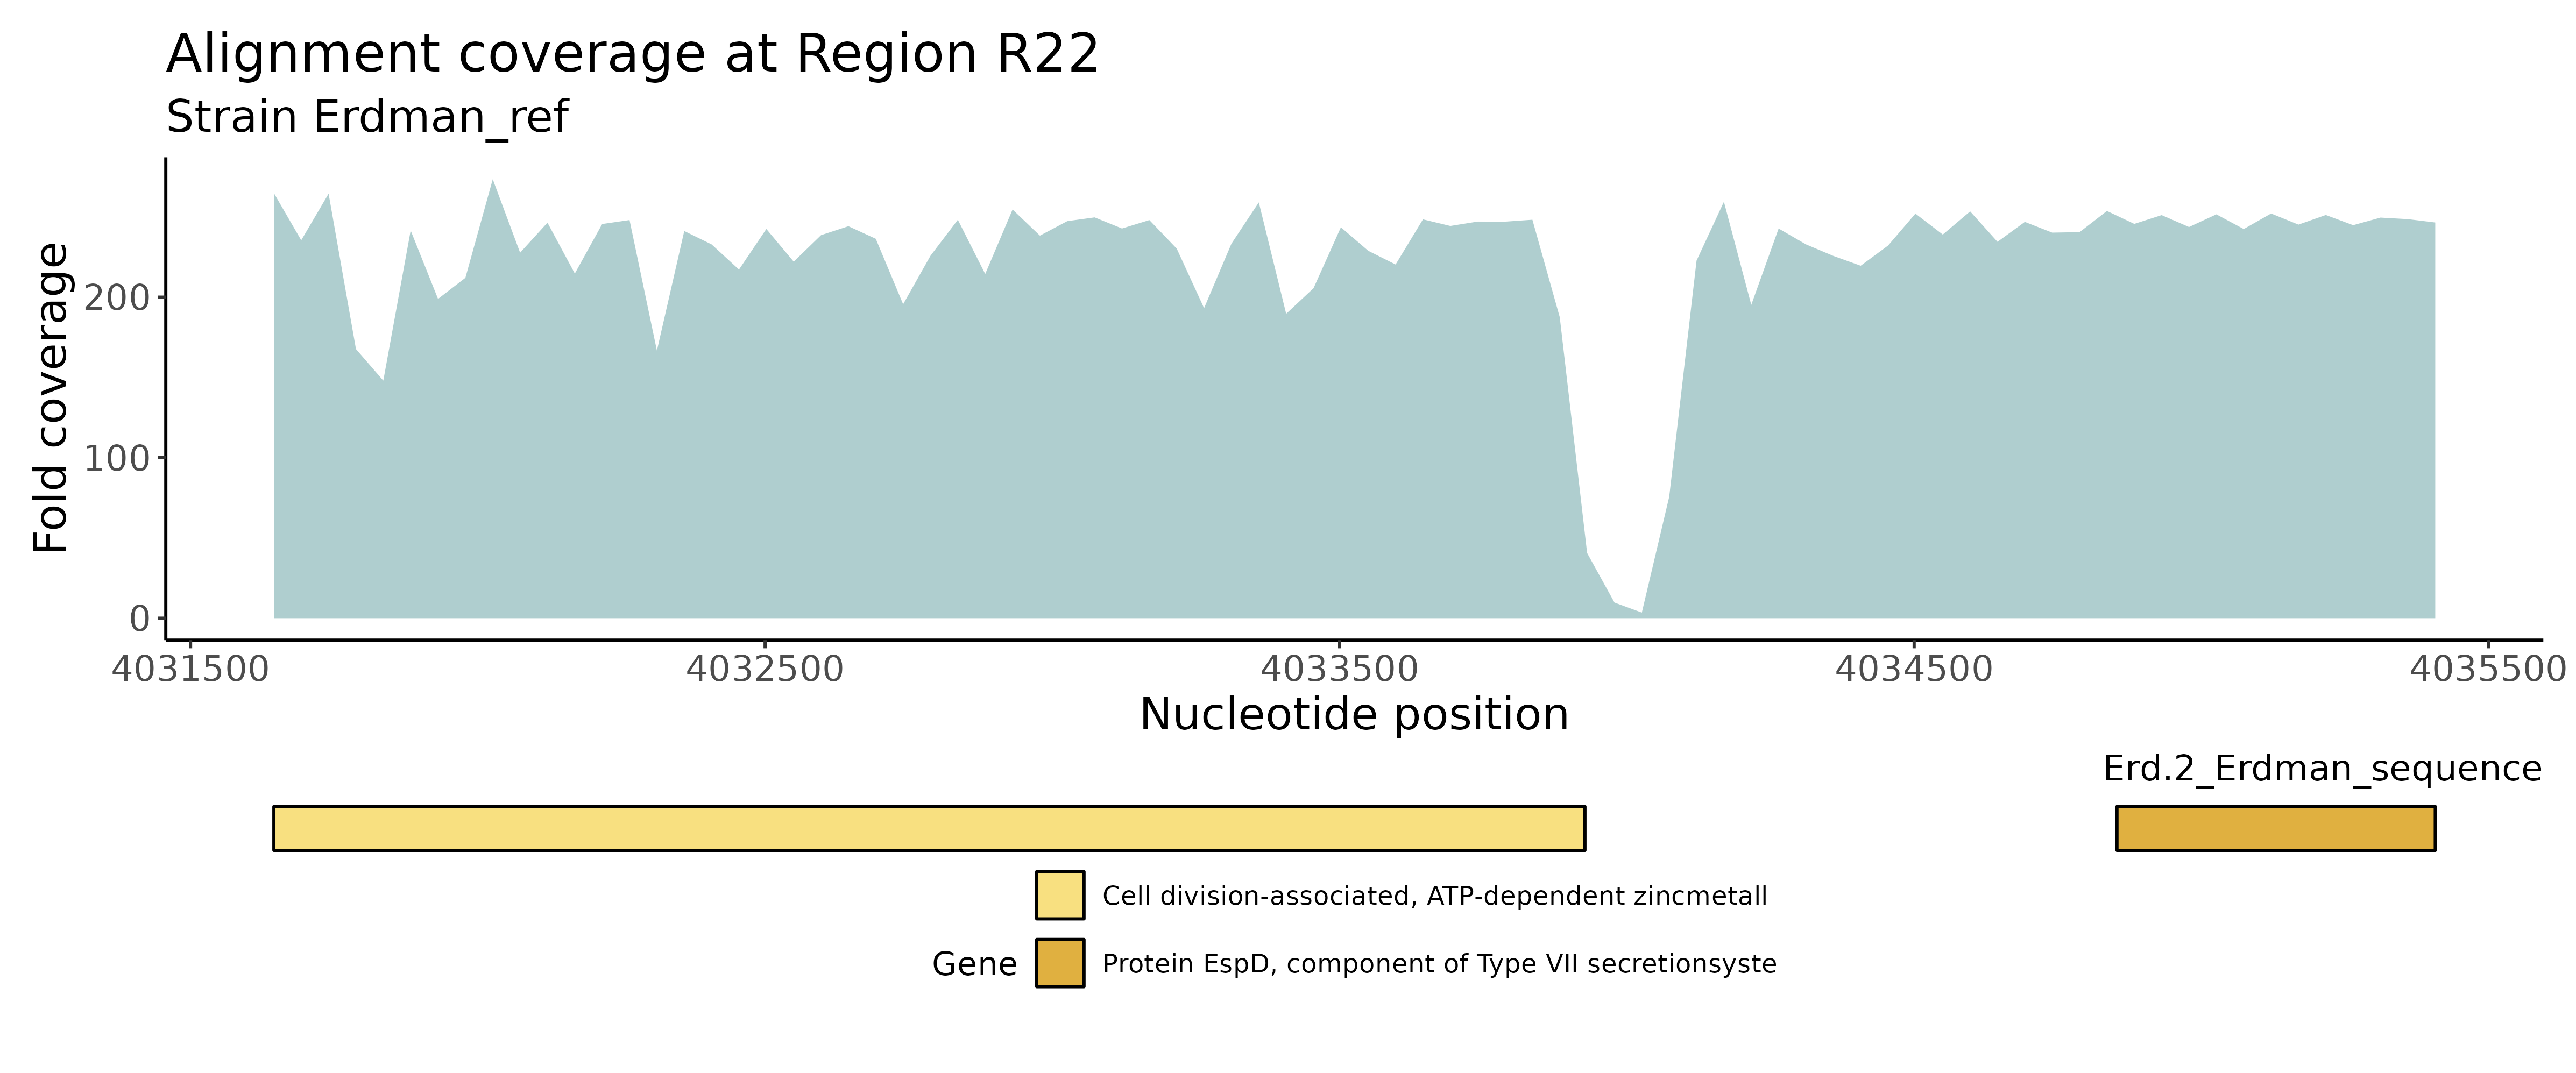 Alignment coverage at Region R22
Strain Erdman_ref
Fold coverage
200
100
0
4031500 4032500 4033500 4034500 4035500
Nucleotide position
Erd.2_Erdman_sequence
Cell division-associated, ATP-dependent zincmetall
Gene Protein EspD, component of Type VII secretionsyste